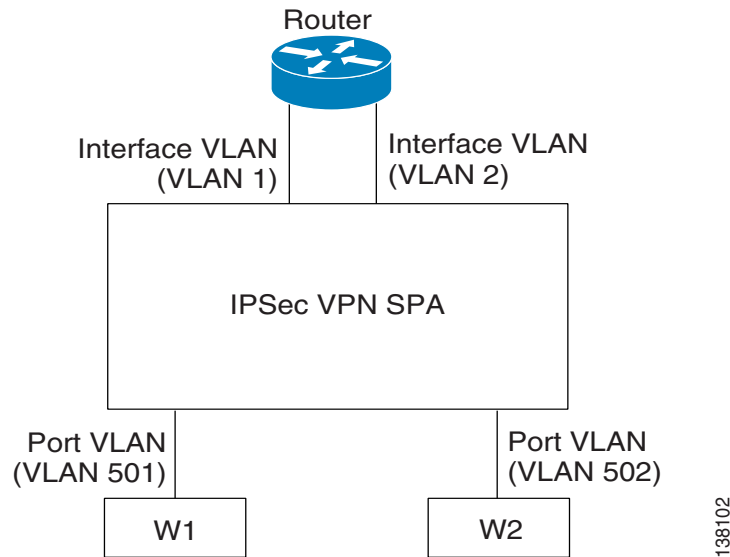 Router
Interface VLAN
(VLAN 1)
Interface VLAN
(VLAN 2)
IPSec VPN SPA
Port VLAN
(VLAN 501)
Port VLAN
(VLAN 502)
W1
W2
138102